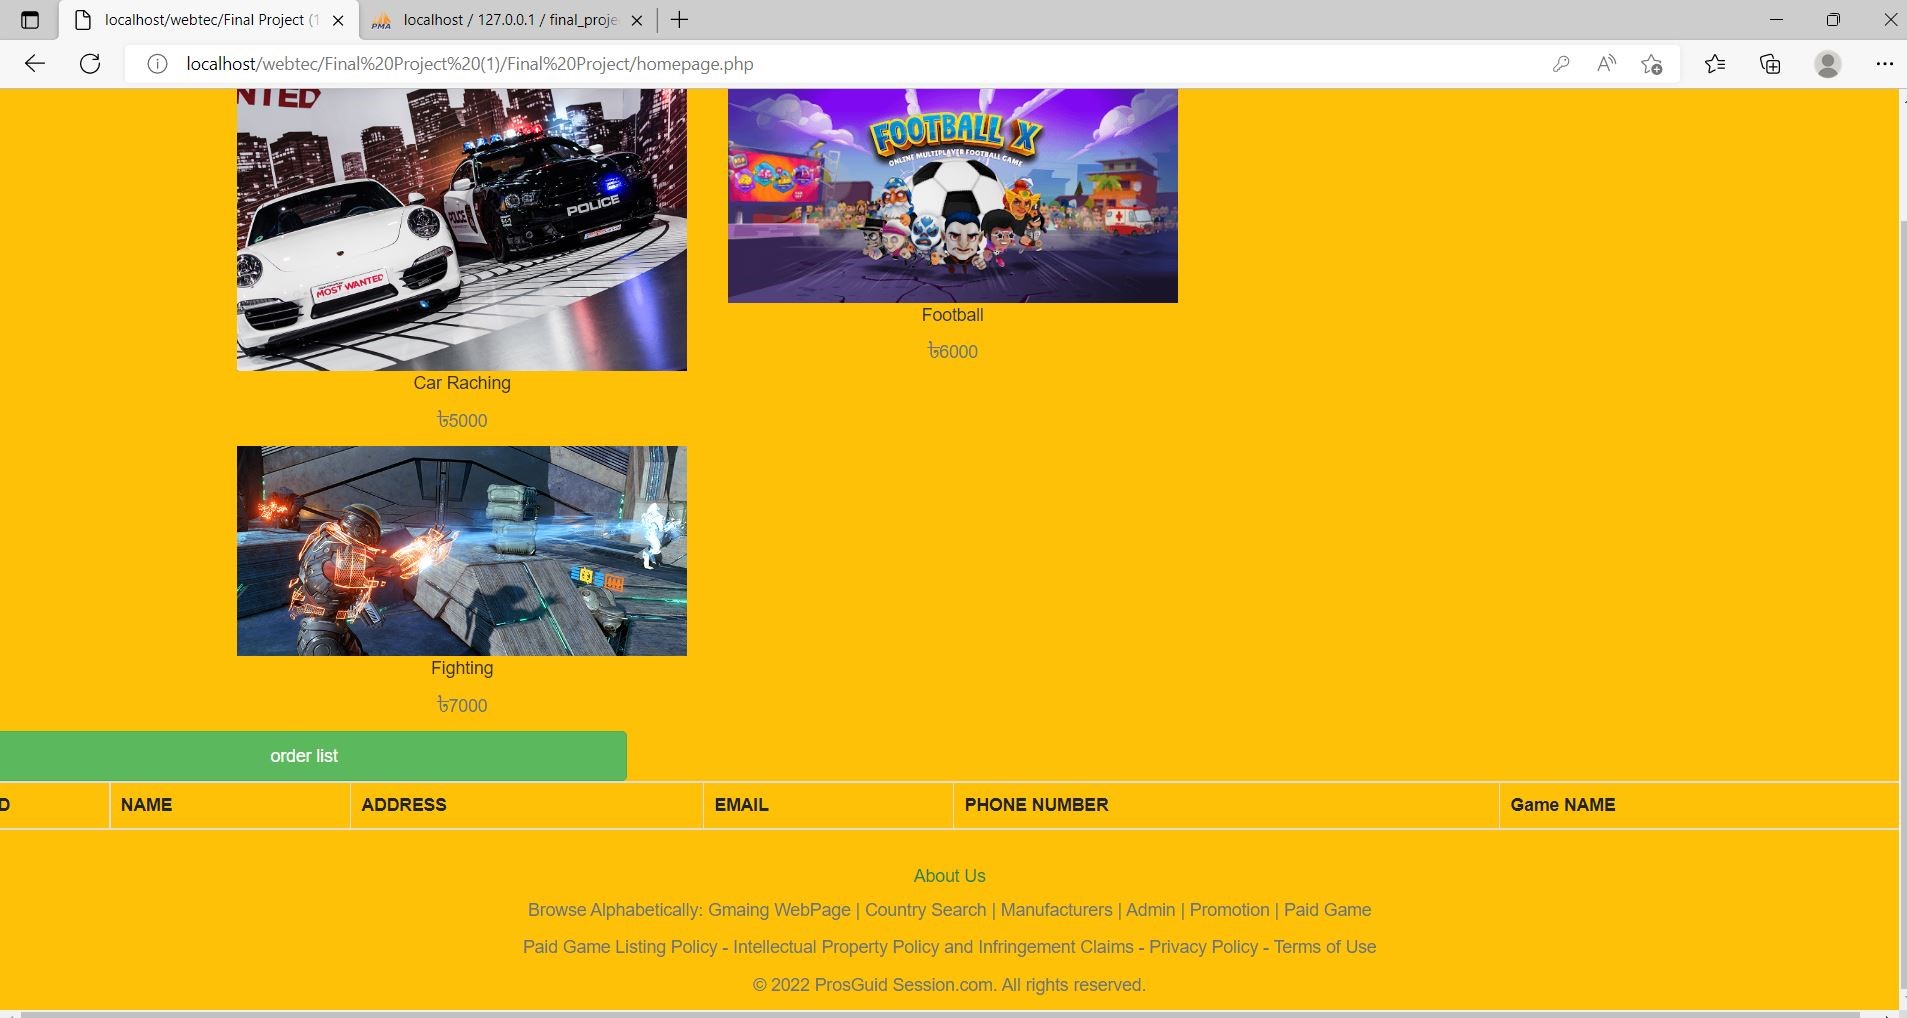 localhost/webtec/Final Project (1
localhost / 127.0.0.1 / final_proje
PMA
localhost/webtec/Final%20Project%20(1)/Final%20Project/homepage.php
NTED
POLICE
POLICE
MOST WANTED
Car Raching
৳5000
FOOTBALL X
ONLINE MULTIPLAYER FOOTBALL GAME
Football
৳6000
Fighting
৳7000
order list
D NAME ADDRESS EMAIL PHONE NUMBER Game NAME
About Us
Browse Alphabetically: Gmaing WebPage | Country Search | Manufacturers | Admin | Promotion | Paid Game
Paid Game Listing Policy - Intellectual Property Policy and Infringement Claims - Privacy Policy - Terms of Use
© 2022 ProsGuid Session.com. All rights reserved.